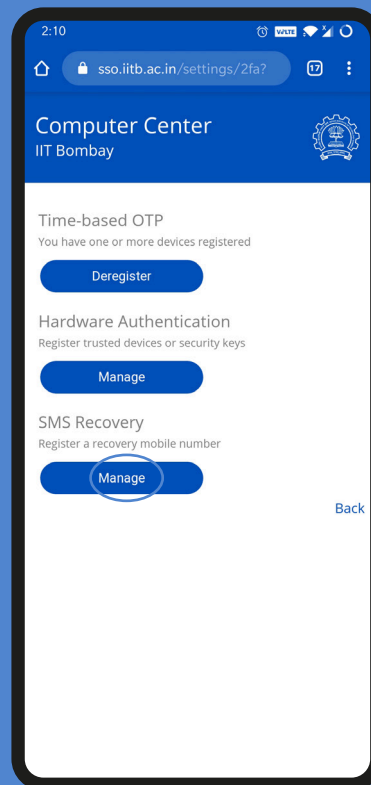 2:10
VoLTE
sso.iitb.ac.in/settings/2fa?
17
Computer Center
IIT Bombay
Time-based OTP
You have one or more devices registered
Deregister
Hardware Authentication
Register trusted devices or security keys
Manage
SMS Recovery
Register a recovery mobile number
Manage
Back